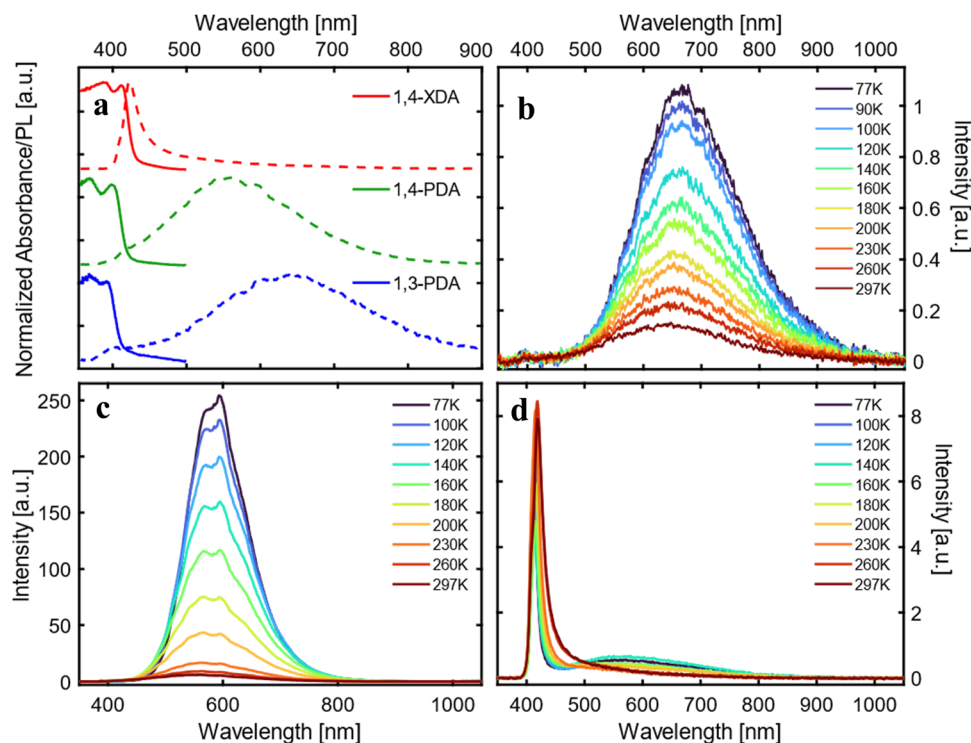 Wavelength [nm]
400 500 600 700 800 900
Normalized Absorbance/PL [a.u.]
a
1,4-XDA
1,4-PDA
1,3-PDA
Wavelength [nm]
400 500 600 700 800 900 1000
b
77K
90K
100K
120K
140K
160K
180K
200K
230K
260K
297K
1
0.8
0.6
0.4
0.2
0
Intensity [a.u.]
Intensity [a.u.]
250
200
150
100
50
0
c
77K
100K
120K
140K
160K
180K
200K
230K
260K
297K
400 600 800 1000
Wavelength [nm]
d
77K
100K
120K
140K
160K
180K
200K
230K
260K
297K
8
6
4
2
0
Intensity [a.u.]
400 500 600 700 800 900 1000
Wavelength [nm]